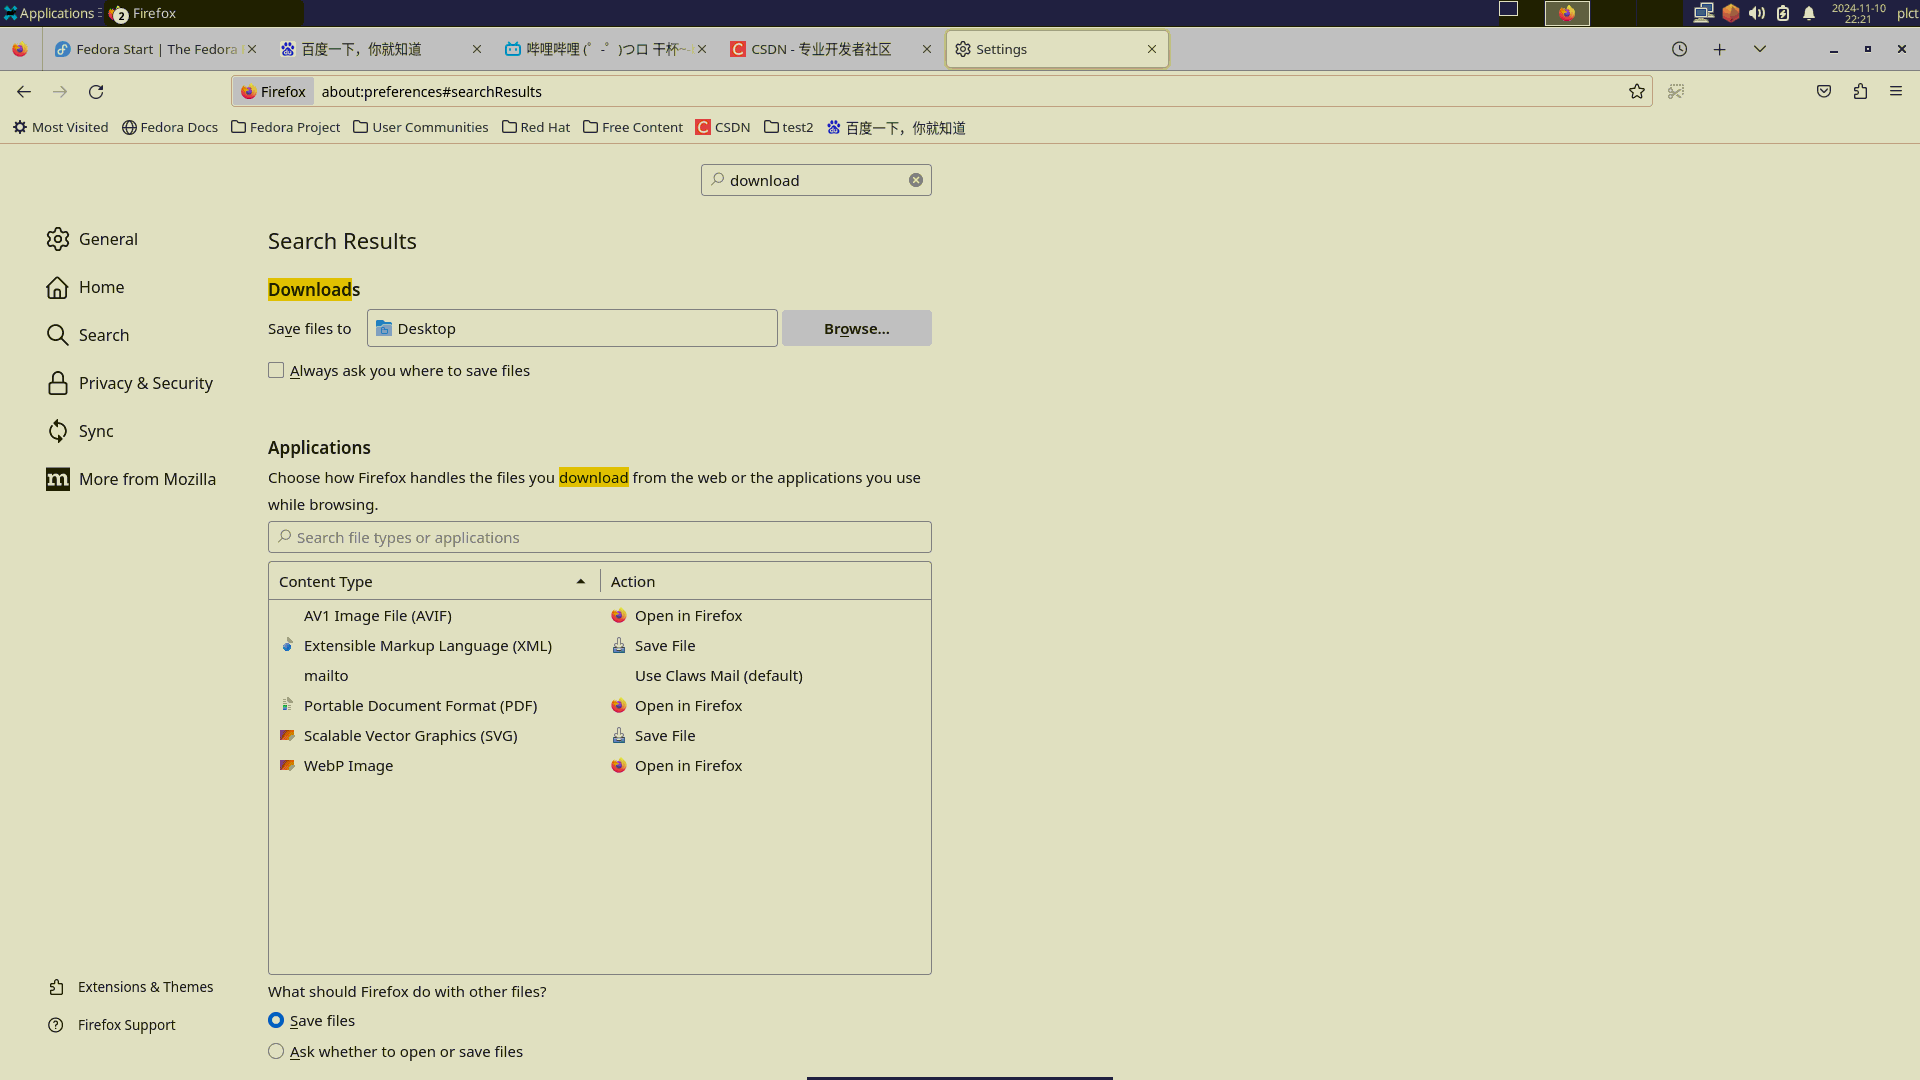 Applications
2
Firefox
2024-11-10
22:21
plct
Fedora Start | The Fedora
百度一下，你就知道
哔哩哔哩 (゜-゜)つロ 干杯~-
CSDN - 专业开发者社区
Settings
Firefox
about:preferences#searchResults
Most Visited
Fedora Docs
Fedora Project
User Communities
Red Hat
Free Content
CSDN
test2
百度一下，你就知道
download
General
Home
Search
Privacy & Security
Sync
More from Mozilla
Extensions & Themes
Firefox Support
Search Results
Downloads
Save files to
Desktop
Browse...
Always ask you where to save files
Applications
Choose how Firefox handles the files you download from the web or the applications you use
while browsing.
Search file types or applications
Content Type
Action
AV1 Image File (AVIF)
Open in Firefox
Extensible Markup Language (XML)
Save File
mailto
Use Claws Mail (default)
Portable Document Format (PDF)
Open in Firefox
Scalable Vector Graphics (SVG)
Save File
WebP Image
Open in Firefox
What should Firefox do with other files?
Save files
Ask whether to open or save files